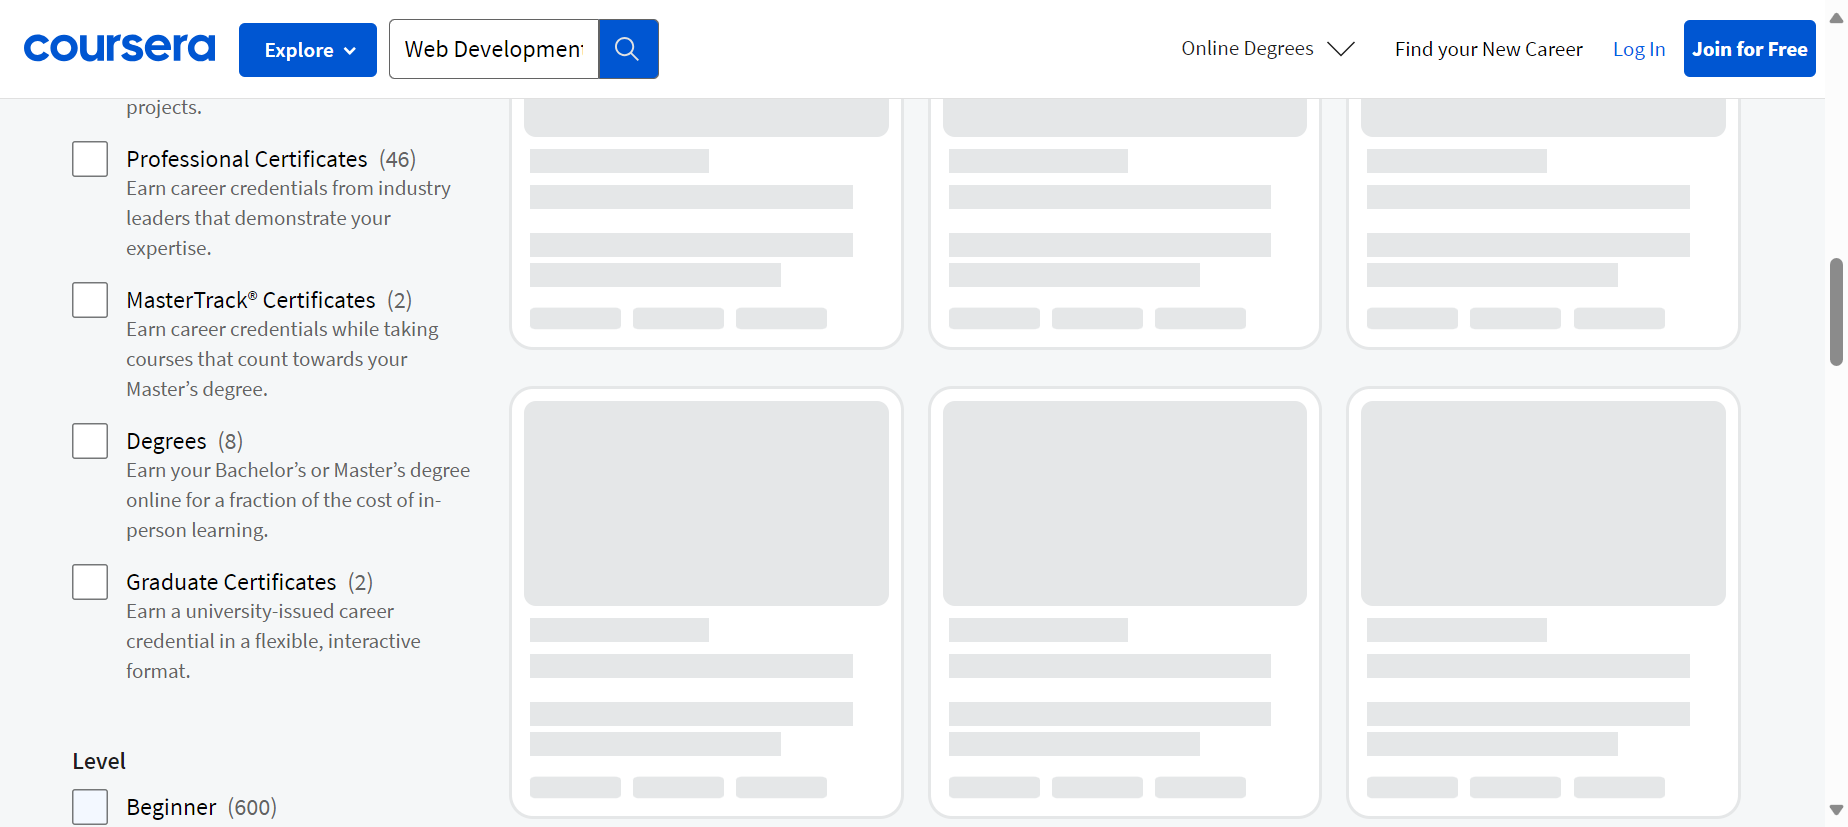 coursera
Explore
Web Development
Online Degrees
Find your New Career
Log In
Join for Free
projects.
Professional Certificates (46)
Earn career credentials from industry
leaders that demonstrate your
expertise.
MasterTrack® Certificates (2)
Earn career credentials while taking
courses that count towards your
Master’s degree.
Degrees (8)
Earn your Bachelor’s or Master’s degree
online for a fraction of the cost of in-
person learning.
Graduate Certificates (2)
Earn a university-issued career
credential in a flexible, interactive
format.
Level
Beginner (600)